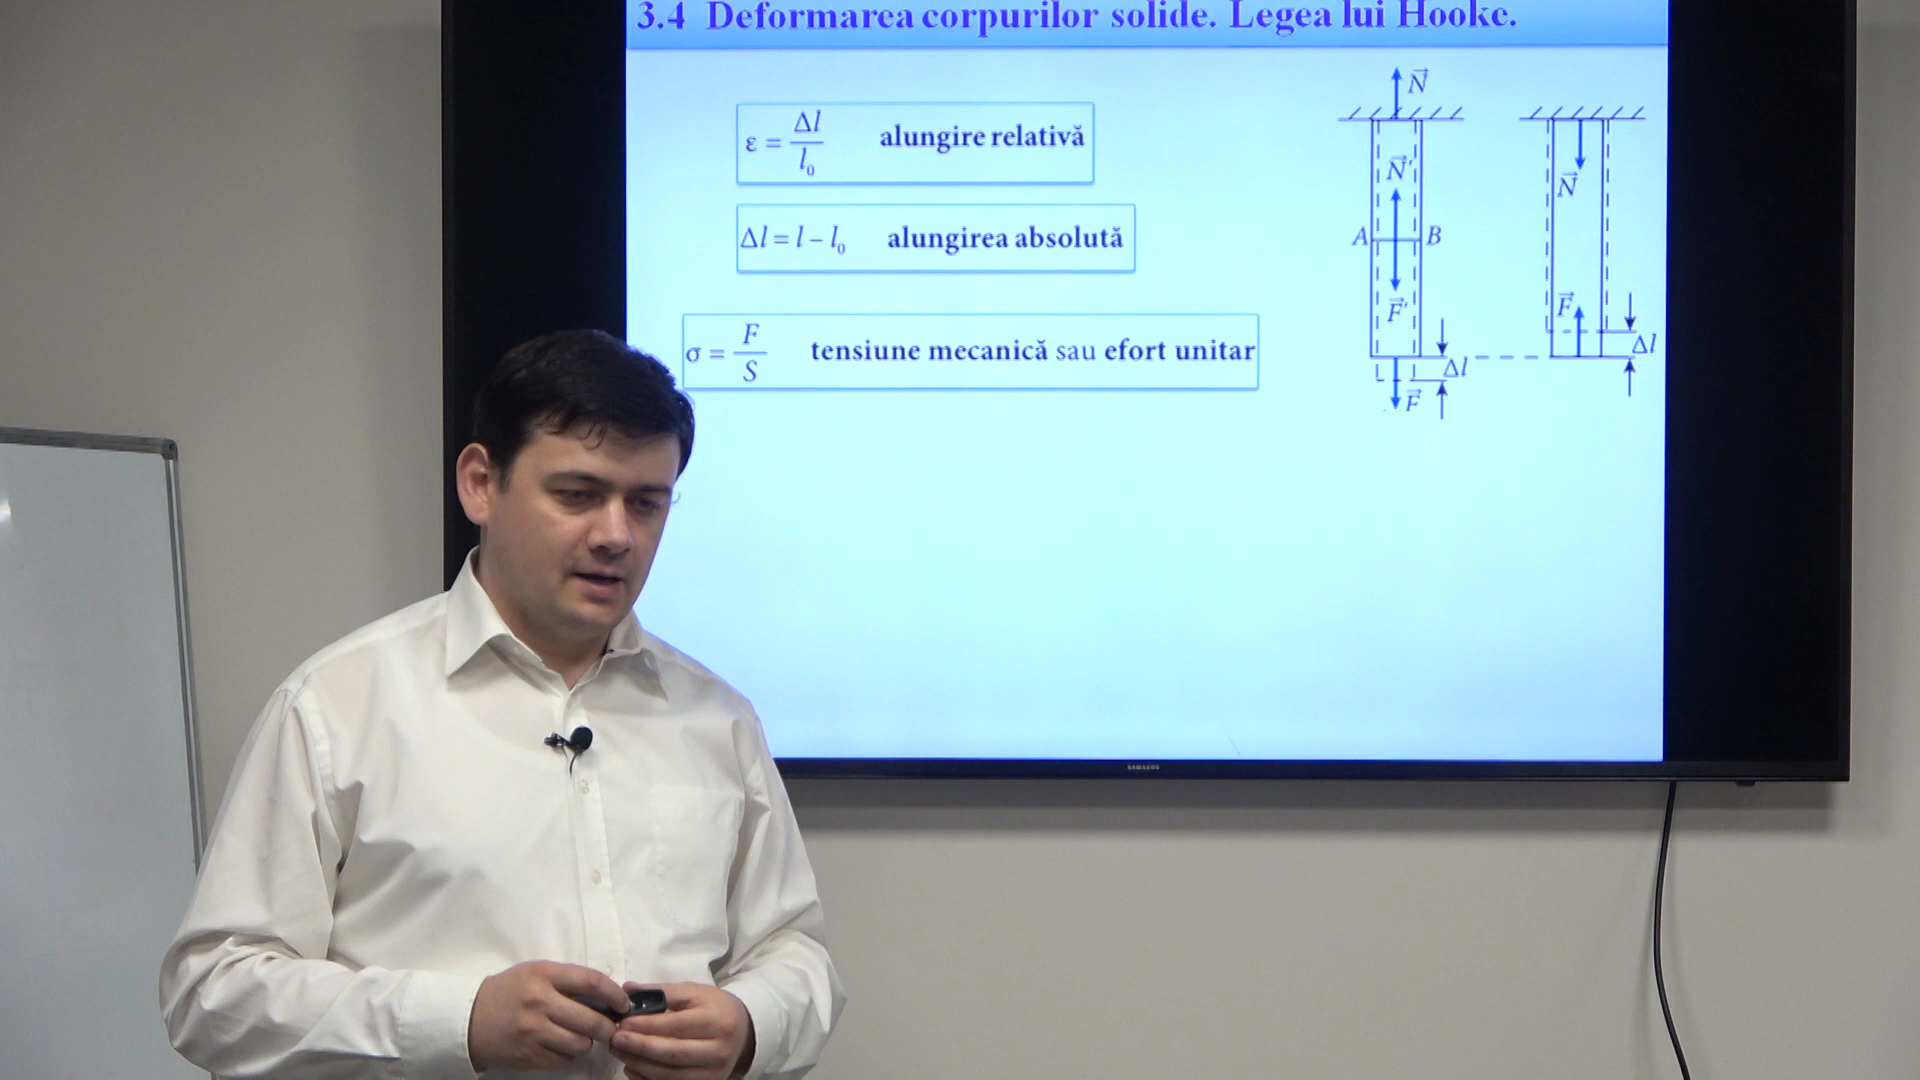 3.4 Deformarea corpurilor solide. Legea lui Hooke.
ε = Δl / l₀ alungire relativă
Δl = l – l₀ alungirea absolută
σ = F / S tensiune mecanică sau efort unitar
N⃗
N⃗'
A B
F⃗'
Δl
F⃗
N⃗
F⃗
Δl
SAMSUNG